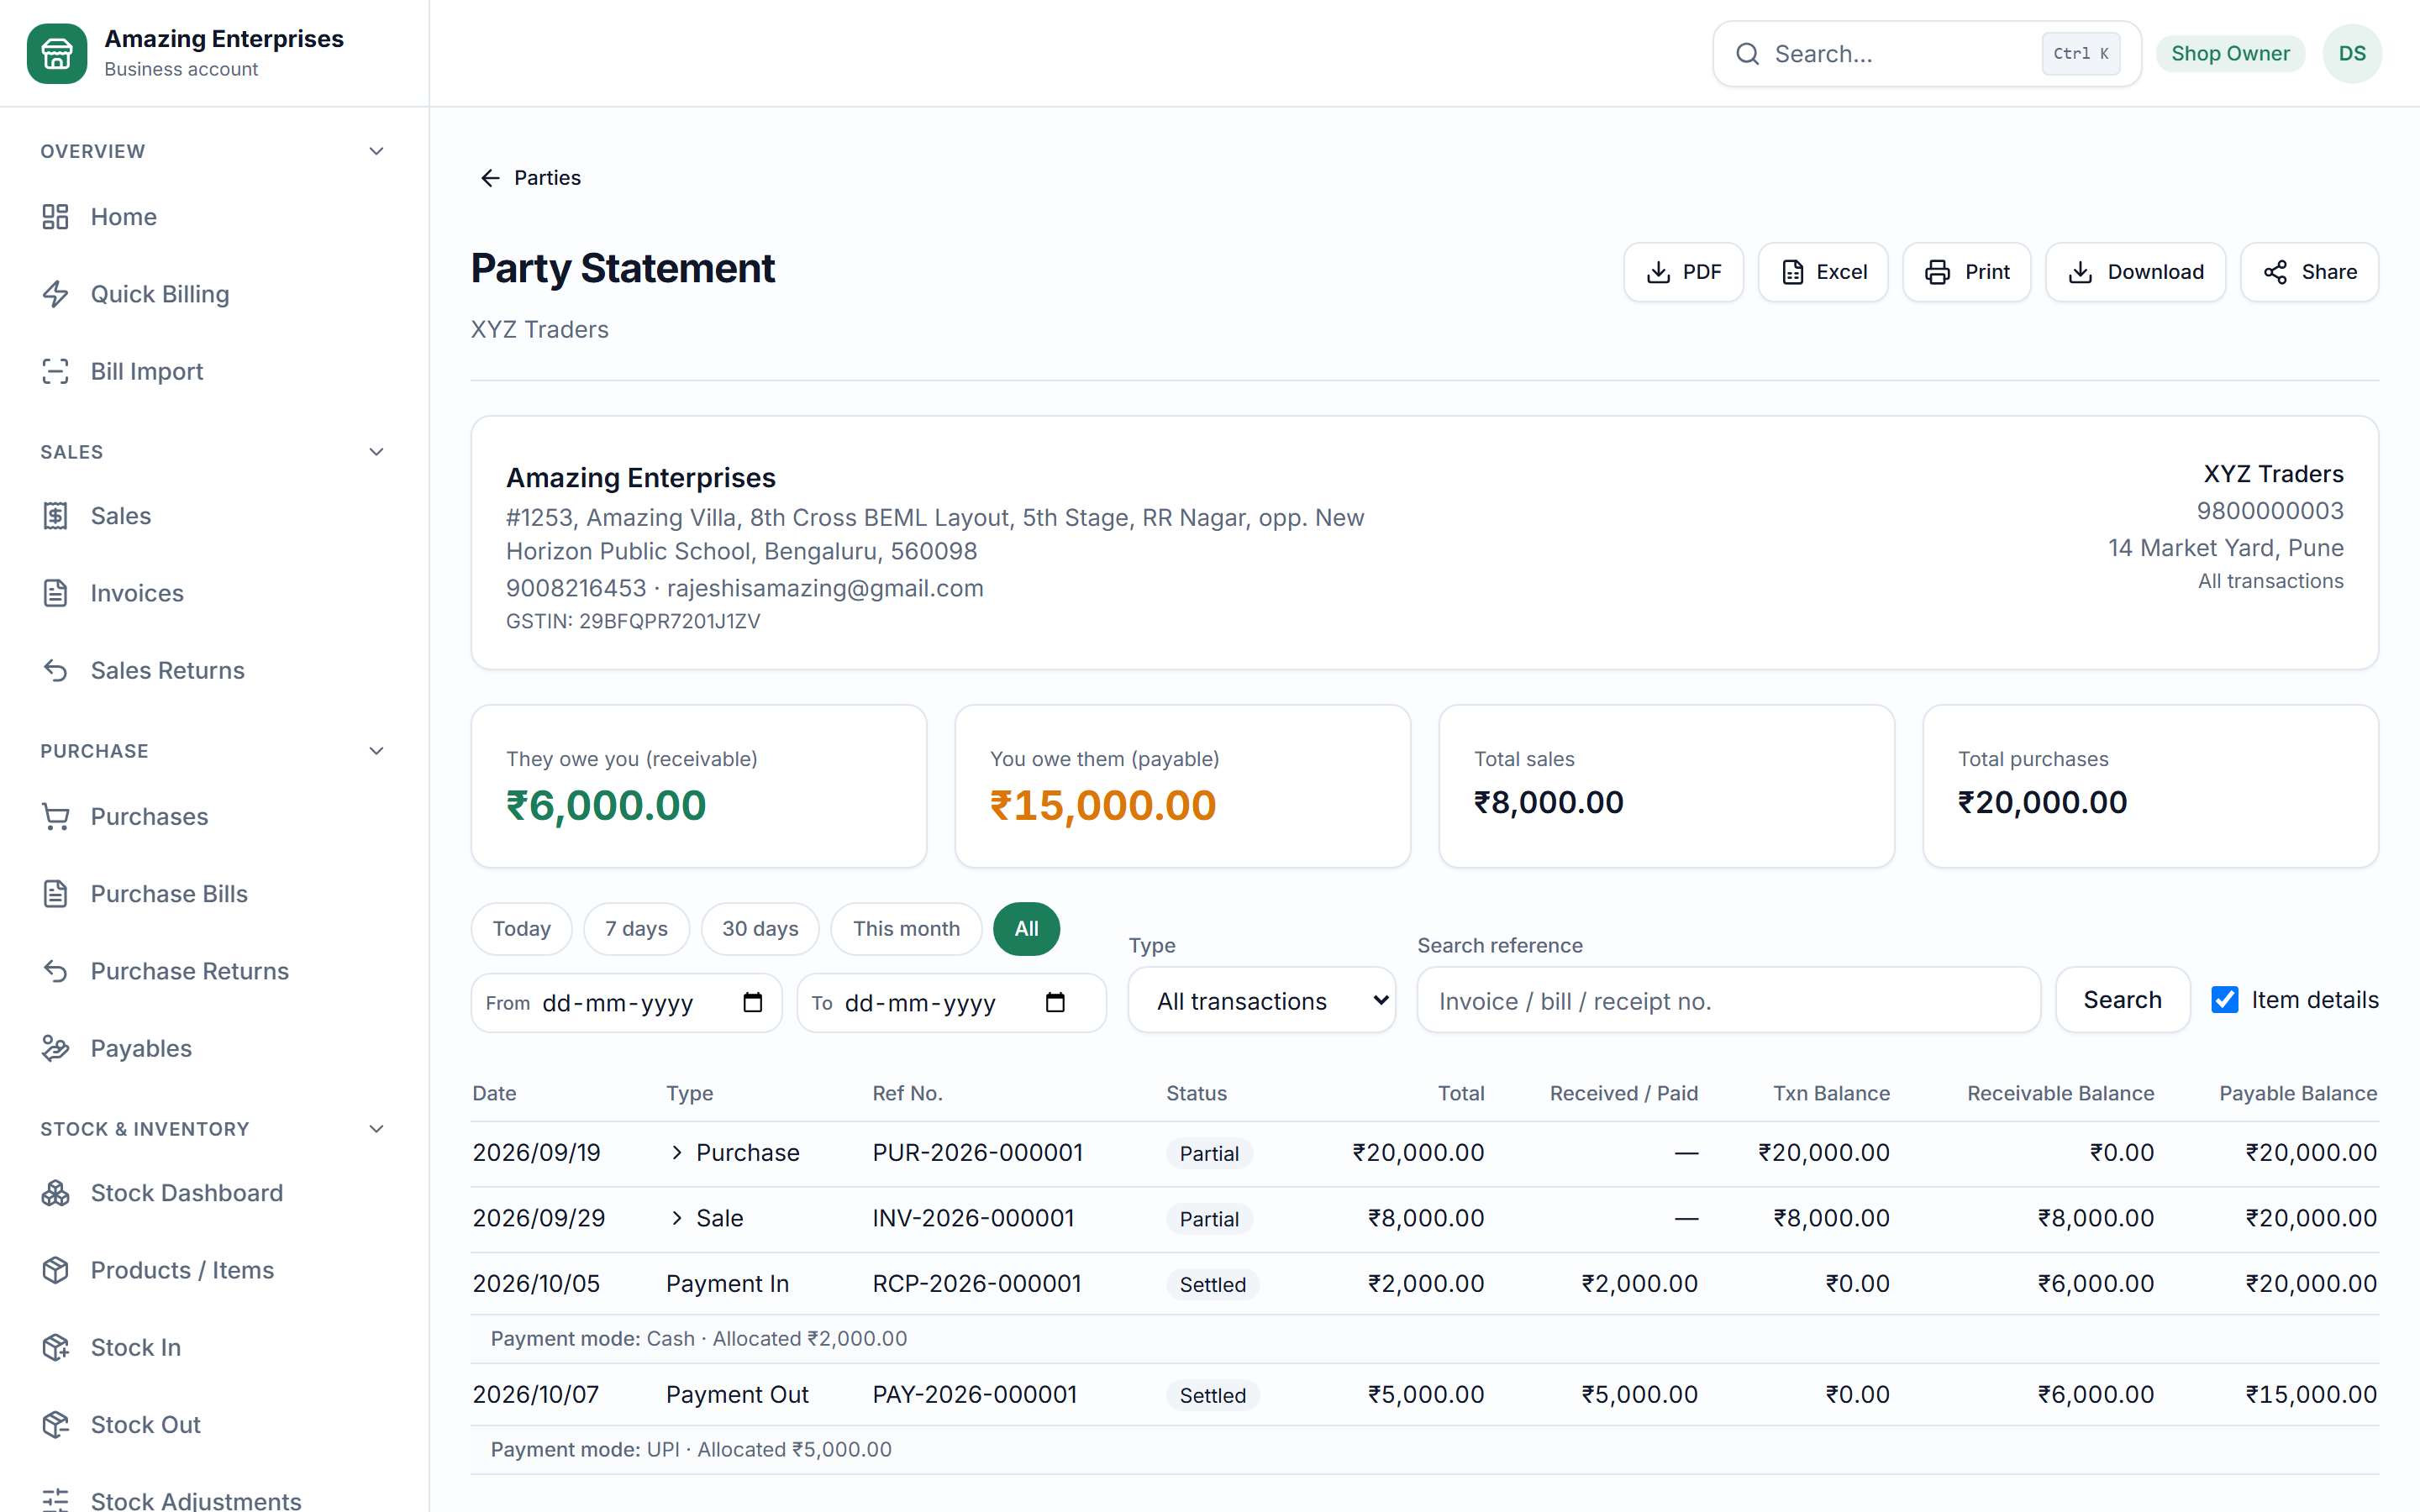 Amazing Enterprises
Business account
Search...
Ctrl K
Shop Owner
DS
OVERVIEW
Home
Quick Billing
Bill Import
SALES
Sales
Invoices
Sales Returns
PURCHASE
Purchases
Purchase Bills
Purchase Returns
Payables
STOCK & INVENTORY
Stock Dashboard
Products / Items
Stock In
Stock Out
Stock Adjustments
Parties
Party Statement
PDF
Excel
Print
Download
Share
XYZ Traders
Amazing Enterprises
#1253, Amazing Villa, 8th Cross BEML Layout, 5th Stage, RR Nagar, opp. New
Horizon Public School, Bengaluru, 560098
9008216453 · rajeshisamazing@gmail.com
GSTIN: 29BFQPR7201J1ZV
XYZ Traders
9800000003
14 Market Yard, Pune
All transactions
They owe you (receivable)
₹6,000.00
You owe them (payable)
₹15,000.00
Total sales
₹8,000.00
Total purchases
₹20,000.00
Today
7 days
30 days
This month
All
From dd-mm-yyyy
To dd-mm-yyyy
Type
All transactions
Search reference
Invoice / bill / receipt no.
Search
Item details
Date Type Ref No. Status Total Received / Paid Txn Balance Receivable Balance Payable Balance
2026/09/19 Purchase PUR-2026-000001 Partial ₹20,000.00 — ₹20,000.00 ₹0.00 ₹20,000.00
2026/09/29 Sale INV-2026-000001 Partial ₹8,000.00 — ₹8,000.00 ₹8,000.00 ₹20,000.00
2026/10/05 Payment In RCP-2026-000001 Settled ₹2,000.00 ₹2,000.00 ₹0.00 ₹6,000.00 ₹20,000.00
Payment mode: Cash · Allocated ₹2,000.00
2026/10/07 Payment Out PAY-2026-000001 Settled ₹5,000.00 ₹5,000.00 ₹0.00 ₹6,000.00 ₹15,000.00
Payment mode: UPI · Allocated ₹5,000.00